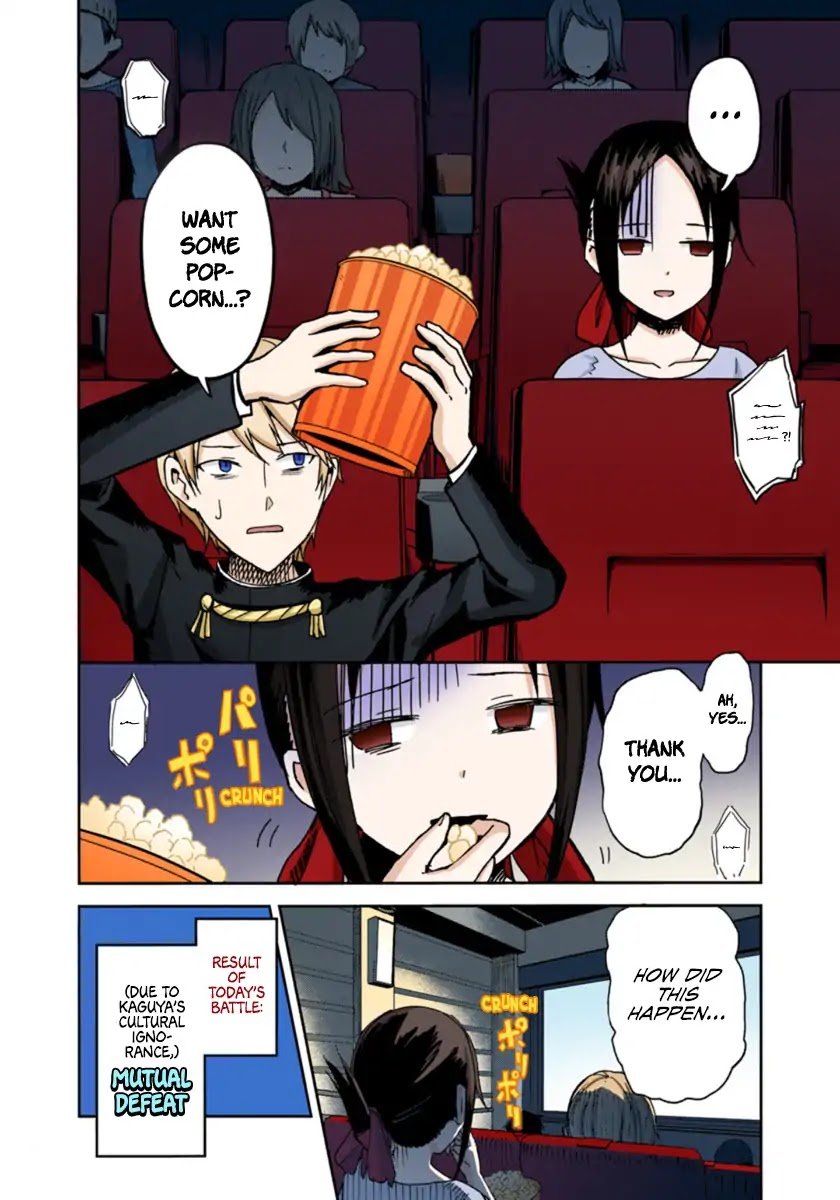 ...
WANT
SOME
POP-
CORN...?
?!
AH,
YES...
THANK
YOU...
パリ
ポリ
CRUNCH
HOW DID
THIS
HAPPEN...
CRUNCH
ポリ
ポリ
RESULT
OF
TODAY'S
BATTLE:
(DUE TO
KAGUYA'S
CULTURAL
IGNO-
RANCE,)
MUTUAL
DEFEAT